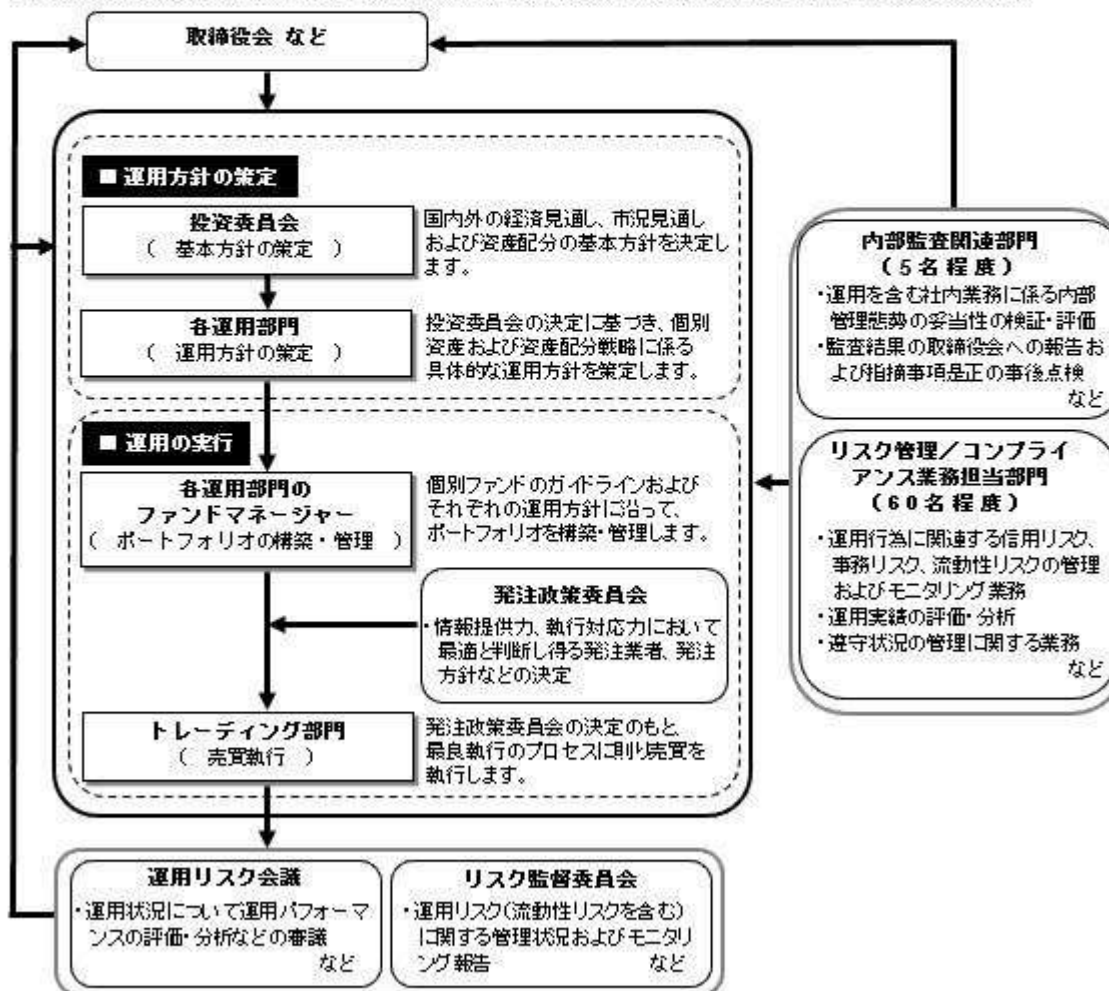 取締役会 など
■ 運用方針の策定
投資委員会
（ 基本方針の策定 ）
国内外の経済見通し、市況見通し
および資産配分の基本方針を決定し
ます。
各運用部門
（ 運用方針の策定 ）
投資委員会の決定に基づき、個別
資産および資産配分戦略に係る
具体的な運用方針を策定します。
■ 運用の実行
各運用部門の
ファンドマネージャー
（ ポートフォリオの構築・管理 ）
個別ファンドのガイドラインおよび
それぞれの運用方針に沿って、
ポートフォリオを構築・管理します。
発注政策委員会
・情報提供力、執行対応力において
最適と判断し得る発注業者、発注
方針などの決定
トレーディング部門
（ 売買執行 ）
発注政策委員会の決定のもと、
最良執行のプロセスに則り売買を
執行します。
内部監査関連部門
（５名程度）
・運用を含む社内業務に係る内部
管理態勢の妥当性の検証・評価
・監査結果の取締役会への報告お
よび指摘事項是正の事後点検
など
リスク管理／コンプライ
アンス業務担当部門
（６０名程度）
・運用行為に関連する信用リスク、
事務リスク、流動性リスクの管理
およびモニタリング業務
・運用実績の評価・分析
・遵守状況の管理に関する業務
など
運用リスク会議
・運用状況について運用パフォーマ
ンスの評価・分析などの審議
など
リスク監督委員会
・運用リスク（流動性リスクを含む）
に関する管理状況およびモニタリ
ング報告 など